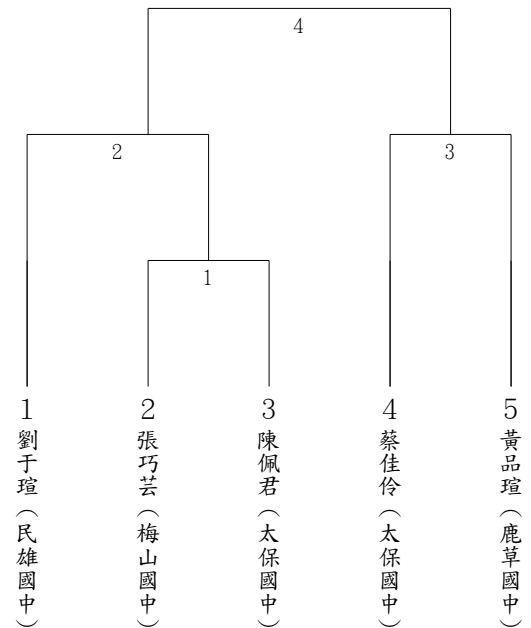 4
2
3
1
1 劉于瑄（民雄國中）
2 張巧芸（梅山國中）
3 陳佩君（太保國中）
4 蔡佳伶（太保國中）
5 黃品瑄（鹿草國中）